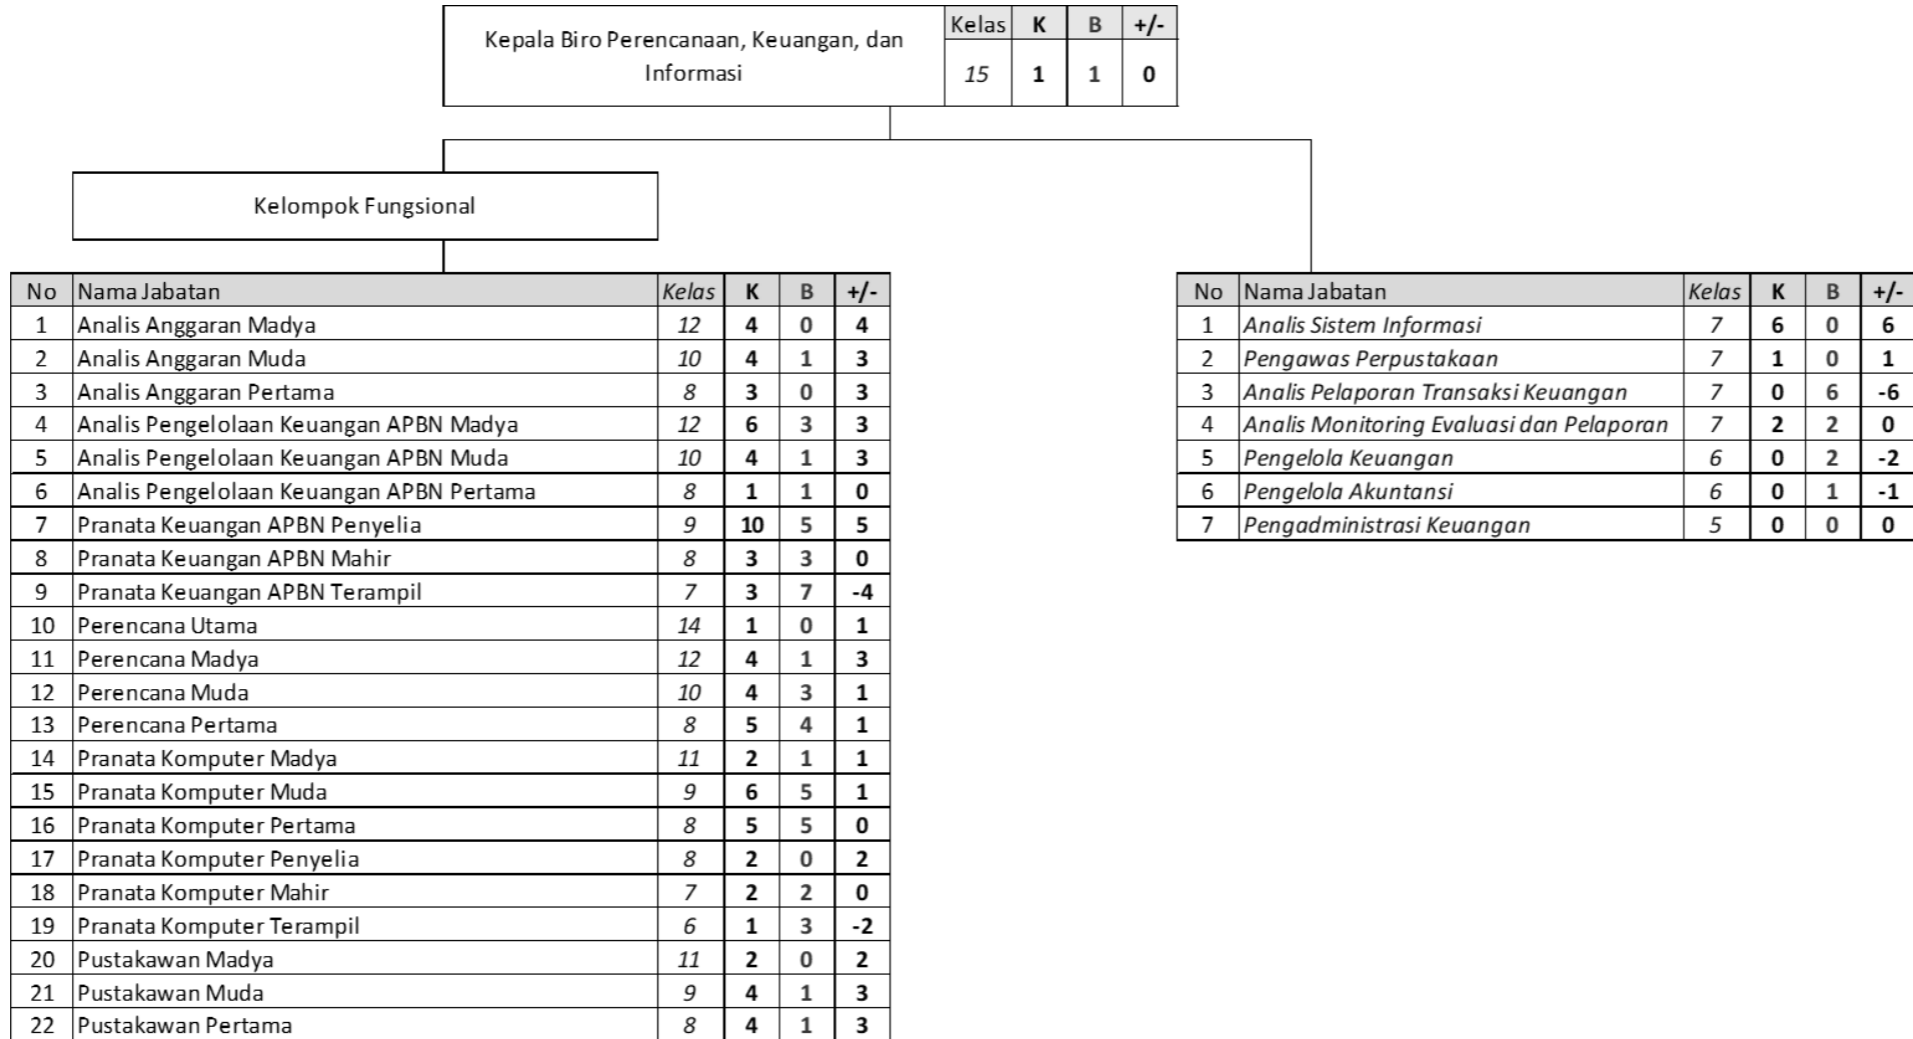 Kepala Biro Perencanaan, Keuangan, dan
Informasi
Kelas K B +/-
15 1 1 0
Kelompok Fungsional
No Nama Jabatan Kelas K B +/-
1 Analis Anggaran Madya 12 4 0 4
2 Analis Anggaran Muda 10 4 1 3
3 Analis Anggaran Pertama 8 3 0 3
4 Analis Pengelolaan Keuangan APBN Madya 12 6 3 3
5 Analis Pengelolaan Keuangan APBN Muda 10 4 1 3
6 Analis Pengelolaan Keuangan APBN Pertama 8 1 1 0
7 Pranata Keuangan APBN Penyelia 9 10 5 5
8 Pranata Keuangan APBN Mahir 8 3 3 0
9 Pranata Keuangan APBN Terampil 7 3 7 -4
10 Perencana Utama 14 1 0 1
11 Perencana Madya 12 4 1 3
12 Perencana Muda 10 4 3 1
13 Perencana Pertama 8 5 4 1
14 Pranata Komputer Madya 11 2 1 1
15 Pranata Komputer Muda 9 6 5 1
16 Pranata Komputer Pertama 8 5 5 0
17 Pranata Komputer Penyelia 8 2 0 2
18 Pranata Komputer Mahir 7 2 2 0
19 Pranata Komputer Terampil 6 1 3 -2
20 Pustakawan Madya 11 2 0 2
21 Pustakawan Muda 9 4 1 3
22 Pustakawan Pertama 8 4 1 3
No Nama Jabatan Kelas K B +/-
1 Analis Sistem Informasi 7 6 0 6
2 Pengawas Perpustakaan 7 1 0 1
3 Analis Pelaporan Transaksi Keuangan 7 0 6 -6
4 Analis Monitoring Evaluasi dan Pelaporan 7 2 2 0
5 Pengelola Keuangan 6 0 2 -2
6 Pengelola Akuntansi 6 0 1 -1
7 Pengadministrasi Keuangan 5 0 0 0